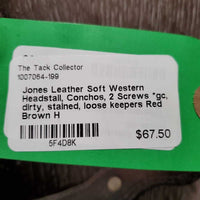 The Tack Collector
1007064-199
Jones Leather Soft Western
Headstall, Conchos, 2 Screws *gc,
dirty, stained, loose keepers Red
Brown H
$67.50
5F4D8K